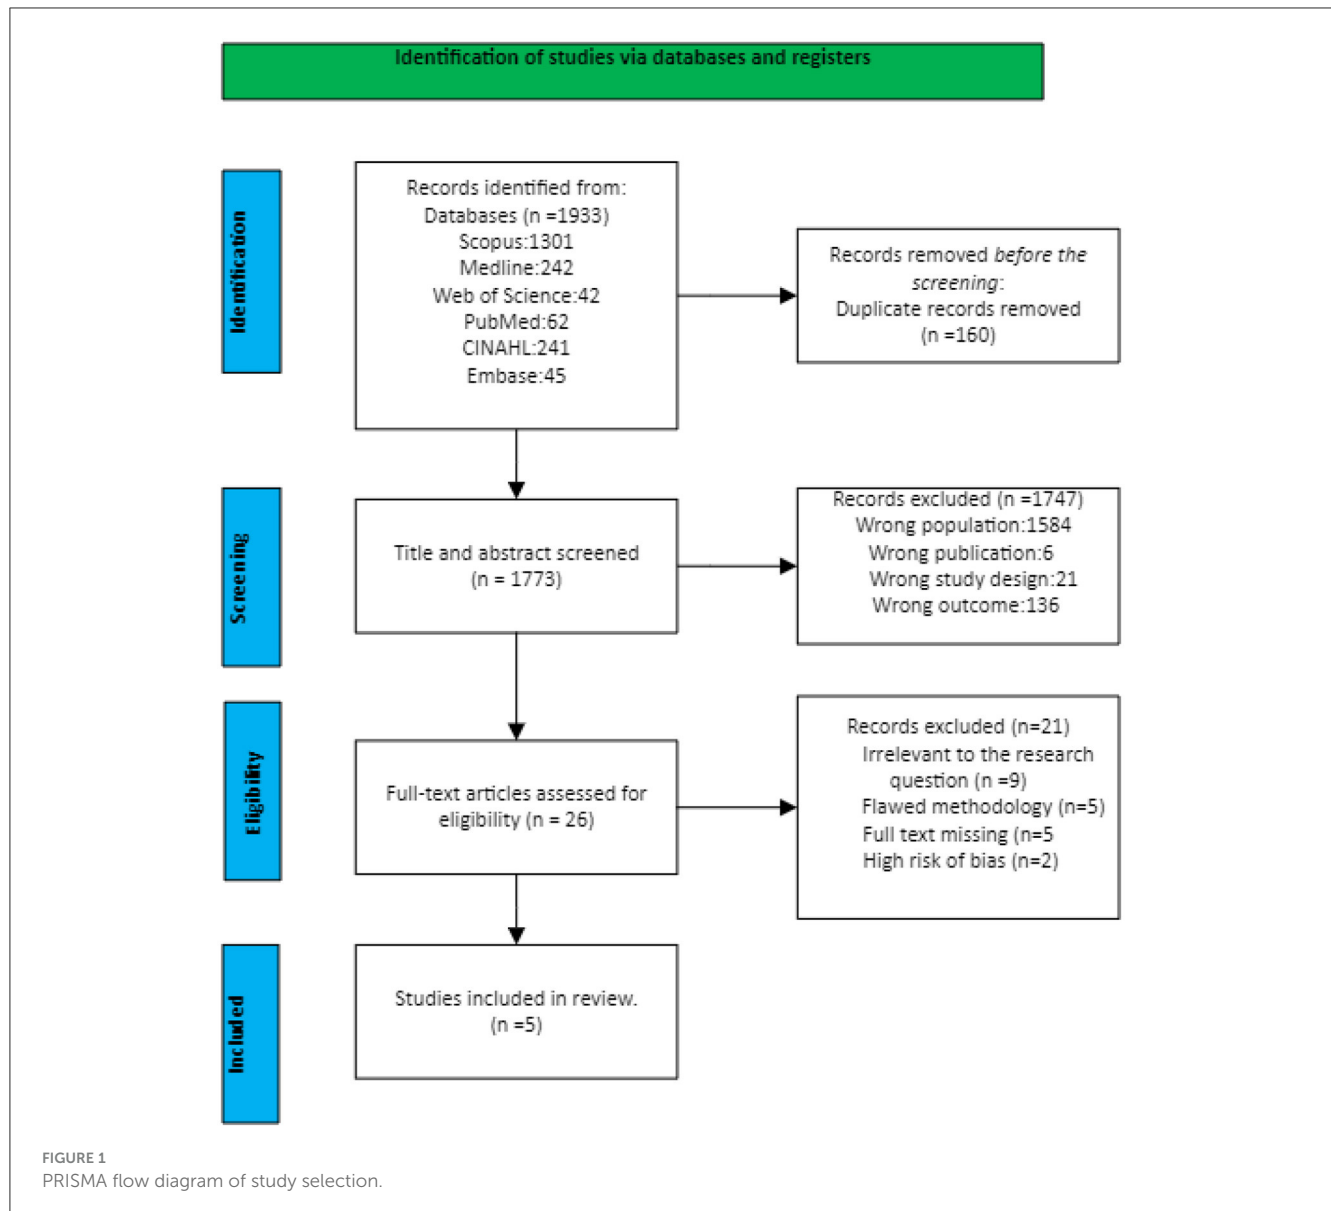 Identification of studies via databases and registers
Identification
Records identified from:
Databases (n =1933)
Scopus:1301
Medline:242
Web of Science:42
PubMed:62
CINAHL:241
Embase:45
Records removed before the
screening:
Duplicate records removed
(n =160)
Screening
Title and abstract screened
(n = 1773)
Records excluded (n =1747)
Wrong population:1584
Wrong publication:6
Wrong study design:21
Wrong outcome:136
Eligibility
Full-text articles assessed for
eligibility (n = 26)
Records excluded (n=21)
Irrelevant to the research
question (n =9)
Flawed methodology (n=5)
Full text missing (n=5
High risk of bias (n=2)
Included
Studies included in review.
(n =5)
FIGURE 1
PRISMA flow diagram of study selection.